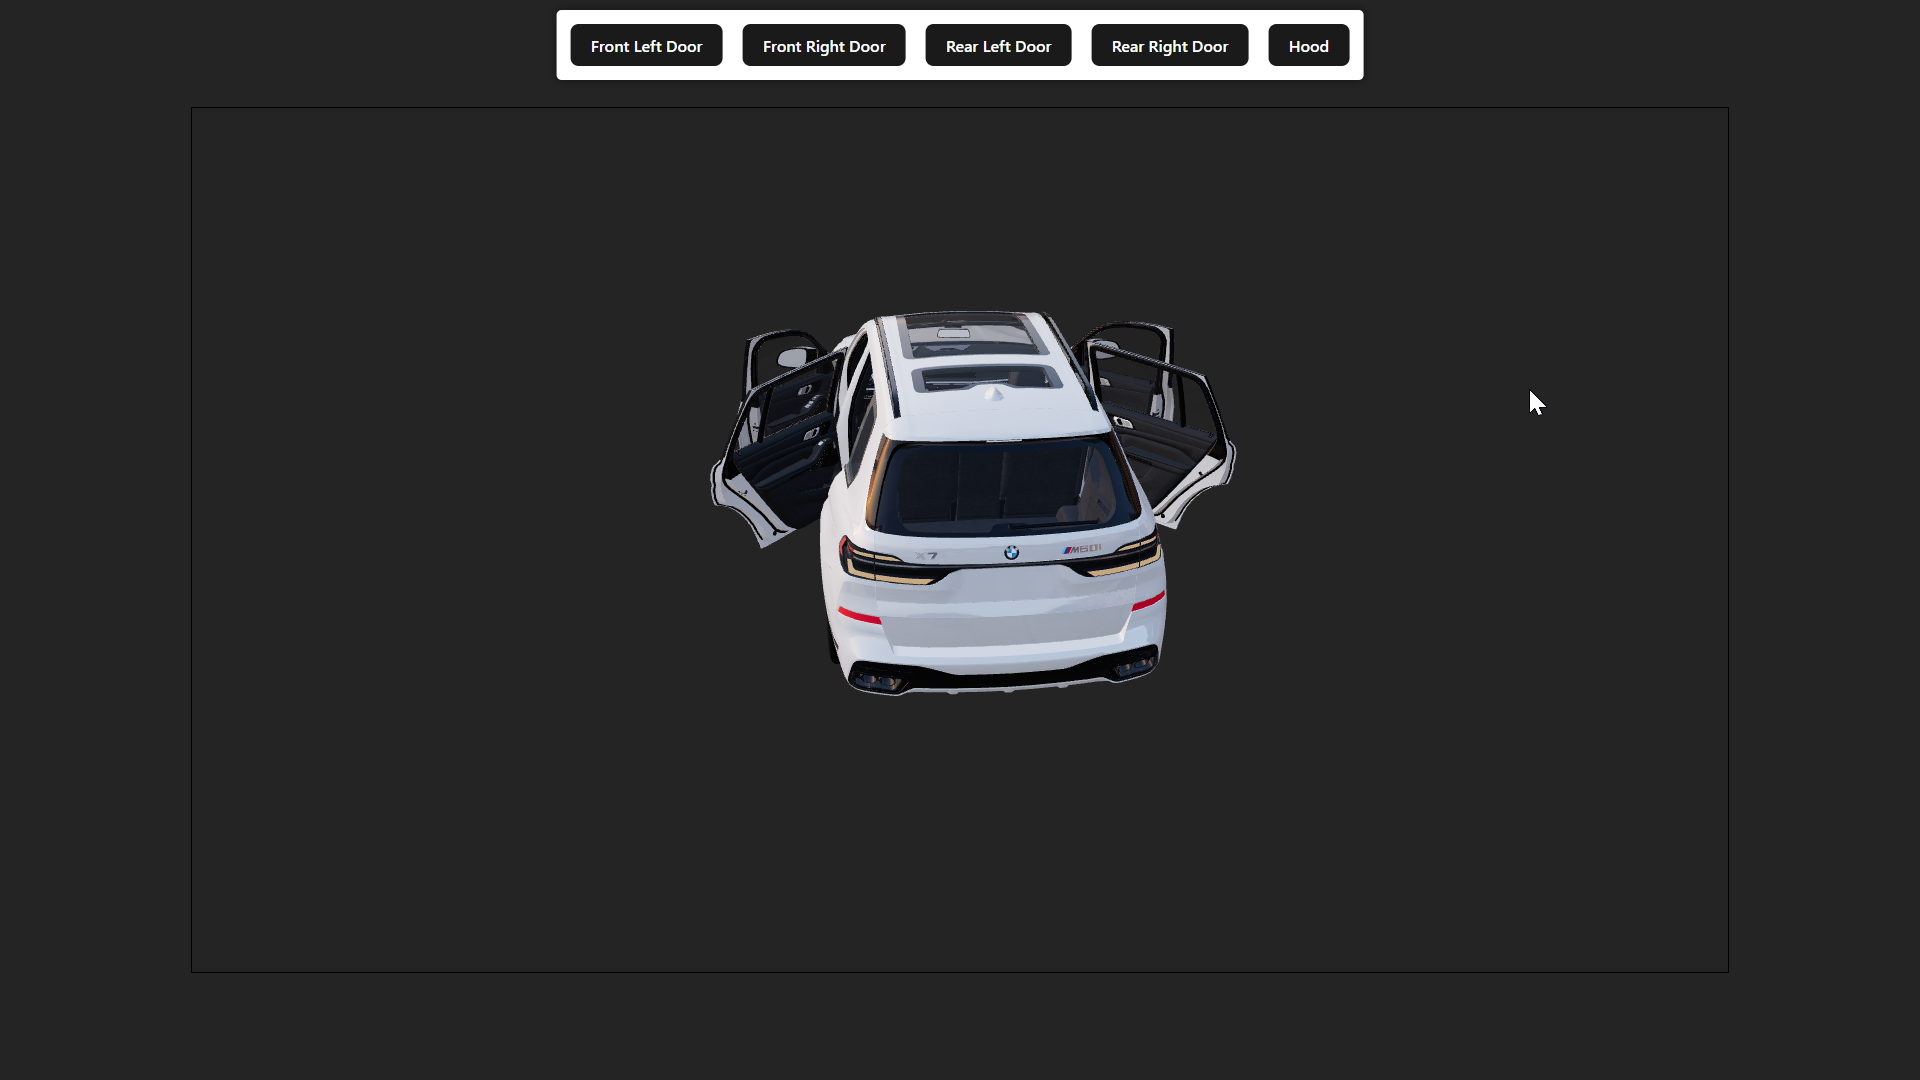 Front Left Door
Front Right Door
Rear Left Door
Rear Right Door
Hood
X7
M60i